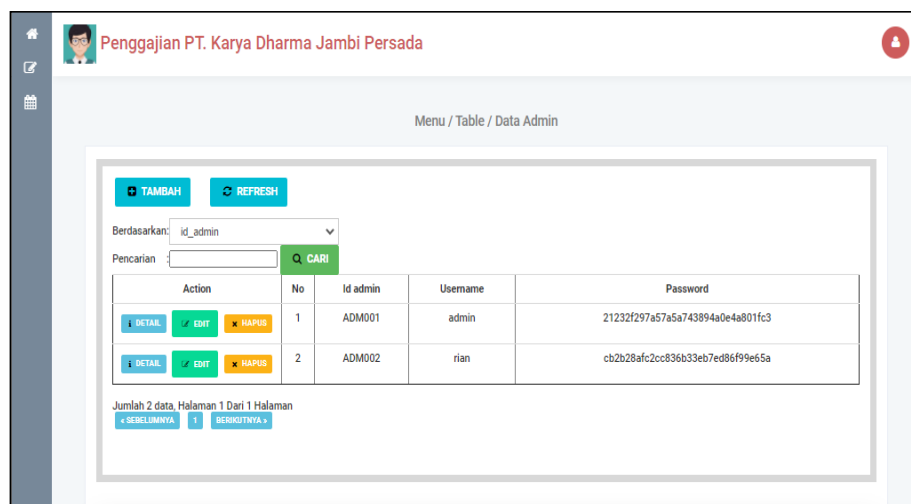 Penggajian PT. Karya Dharma Jambi Persada
Menu / Table / Data Admin
TAMBAH REFRESH
Berdasarkan: id_admin
Pencarian : CARI
Action No Id admin Username Password
DETAIL EDIT HAPUS 1 ADM001 admin 21232f297a57a5a743894a0e4a801fc3
DETAIL EDIT HAPUS 2 ADM002 rian cb2b28afc2cc836b33eb7ed86f99e65a
Jumlah 2 data, Halaman 1 Dari 1 Halaman
« SEBELUMNYA 1 BERIKUTNYA »